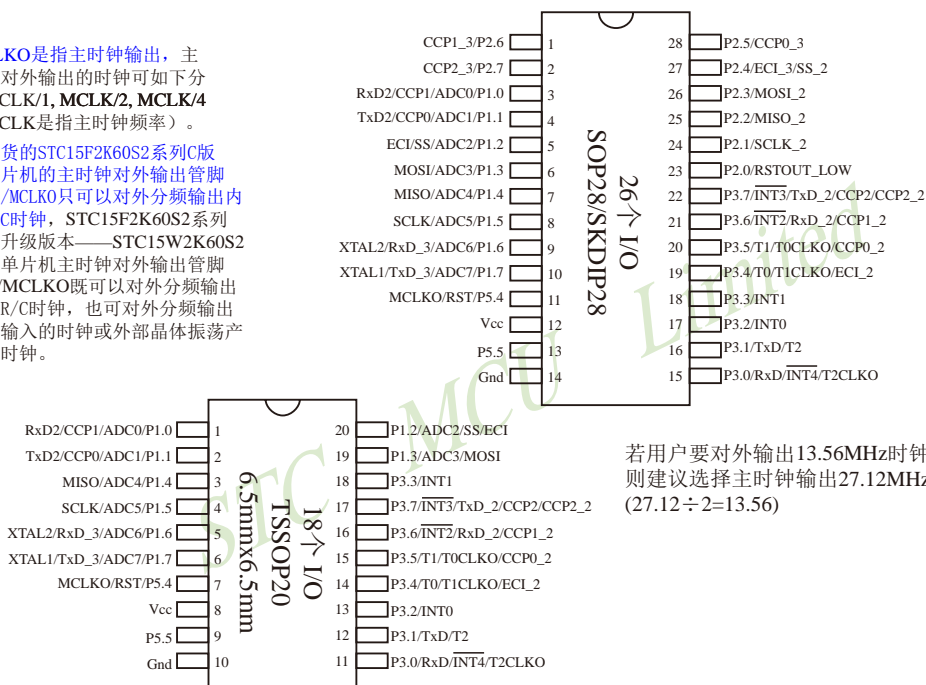 LKO是指主时钟输出，主
对外输出的时钟可如下分
CLK/1, MCLK/2, MCLK/4
CLK是指主时钟频率）。
货的STC15F2K60S2系列C版
片机的主时钟对外输出管脚
/MCLKO只可以对外分频输出内
C时钟，STC15F2K60S2系列
升级版本——STC15W2K60S2
单片机主时钟对外输出管脚
/MCLKO既可以对外分频输出
R/C时钟，也可对外分频输出
输入的时钟或外部晶体振荡产
时钟。
CCP1_3/P2.6 1 28 P2.5/CCP0_3
CCP2_3/P2.7 2 27 P2.4/ECI_3/SS_2
RxD2/CCP1/ADC0/P1.0 3 26 P2.3/MOSI_2
TxD2/CCP0/ADC1/P1.1 4 25 P2.2/MISO_2
ECI/SS/ADC2/P1.2 5 24 P2.1/SCLK_2
MOSI/ADC3/P1.3 6 23 P2.0/RSTOUT_LOW
MISO/ADC4/P1.4 7 22 P3.7/INT3/TxD_2/CCP2/CCP2_2
SCLK/ADC5/P1.5 8 21 P3.6/INT2/RxD_2/CCP1_2
XTAL2/RxD_3/ADC6/P1.6 9 20 P3.5/T1/T0CLKO/CCP0_2
XTAL1/TxD_3/ADC7/P1.7 10 19 P3.4/T0/T1CLKO/ECI_2
MCLKO/RST/P5.4 11 18 P3.3/INT1
Vcc 12 17 P3.2/INT0
P5.5 13 16 P3.1/TxD/T2
Gnd 14 15 P3.0/RxD/INT4/T2CLKO
26个 I/O
SOP28/SKDIP28
RxD2/CCP1/ADC0/P1.0 1 20 P1.2/ADC2/SS/ECI
TxD2/CCP0/ADC1/P1.1 2 19 P1.3/ADC3/MOSI
MISO/ADC4/P1.4 3 18 P3.3/INT1
SCLK/ADC5/P1.5 4 17 P3.7/INT3/TxD_2/CCP2/CCP2_2
XTAL2/RxD_3/ADC6/P1.6 5 16 P3.6/INT2/RxD_2/CCP1_2
XTAL1/TxD_3/ADC7/P1.7 6 15 P3.5/T1/T0CLKO/CCP0_2
MCLKO/RST/P5.4 7 14 P3.4/T0/T1CLKO/ECI_2
Vcc 8 13 P3.2/INT0
P5.5 9 12 P3.1/TxD/T2
Gnd 10 11 P3.0/RxD/INT4/T2CLKO
18个 I/O
TSSOP20
6.5mmx6.5mm
若用户要对外输出13.56MHz时钟
则建议选择主时钟输出27.12MHz
(27.12÷2=13.56)
STC MCU Limited